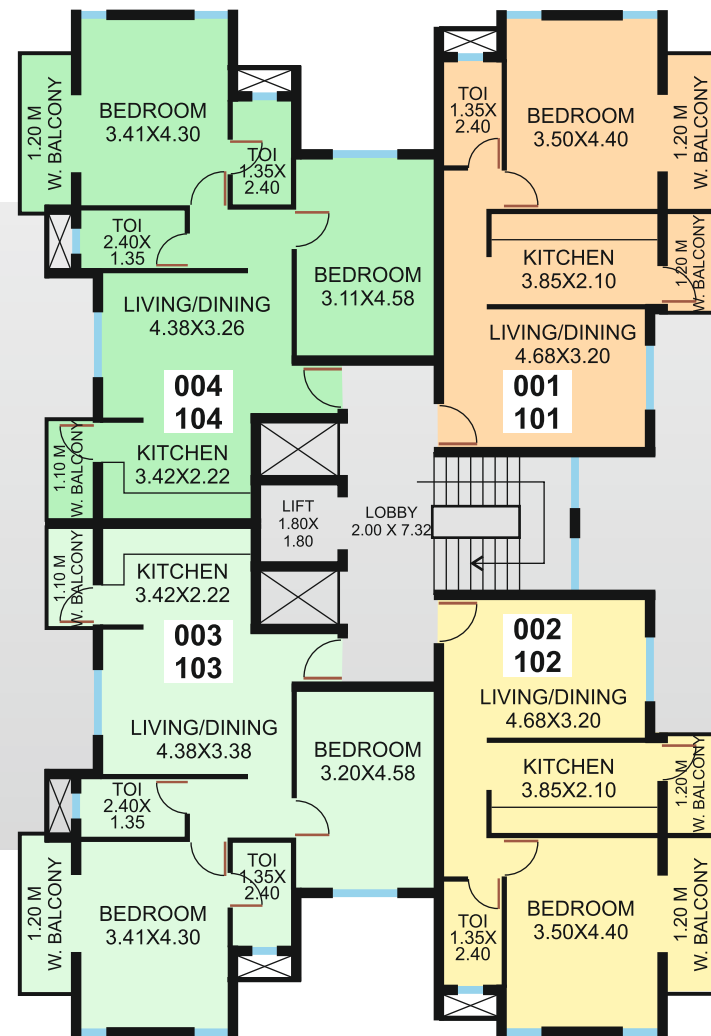 1.20 M
W. BALCONY
BEDROOM
3.41X4.30
TOI
1.35X
2.40
TOI
2.40X
1.35
BEDROOM
3.11X4.58
LIVING/DINING
4.38X3.26
004
104
KITCHEN
3.42X2.22
1.10 M
W. BALCONY
TOI
1.35X
2.40
BEDROOM
3.50X4.40
1.20 M
W. BALCONY
KITCHEN
3.85X2.10
1.20 M
W. BALCONY
LIVING/DINING
4.68X3.20
001
101
LIFT
1.80X
1.80
LOBBY
2.00 X 7.32
1.10 M
W. BALCONY
KITCHEN
3.42X2.22
003
103
LIVING/DINING
4.38X3.38
BEDROOM
3.20X4.58
TOI
2.40X
1.35
TOI
1.35X
2.40
1.20 M
W. BALCONY
BEDROOM
3.41X4.30
002
102
LIVING/DINING
4.68X3.20
KITCHEN
3.85X2.10
1.20 M
W. BALCONY
TOI
1.35X
2.40
BEDROOM
3.50X4.40
1.20 M
W. BALCONY